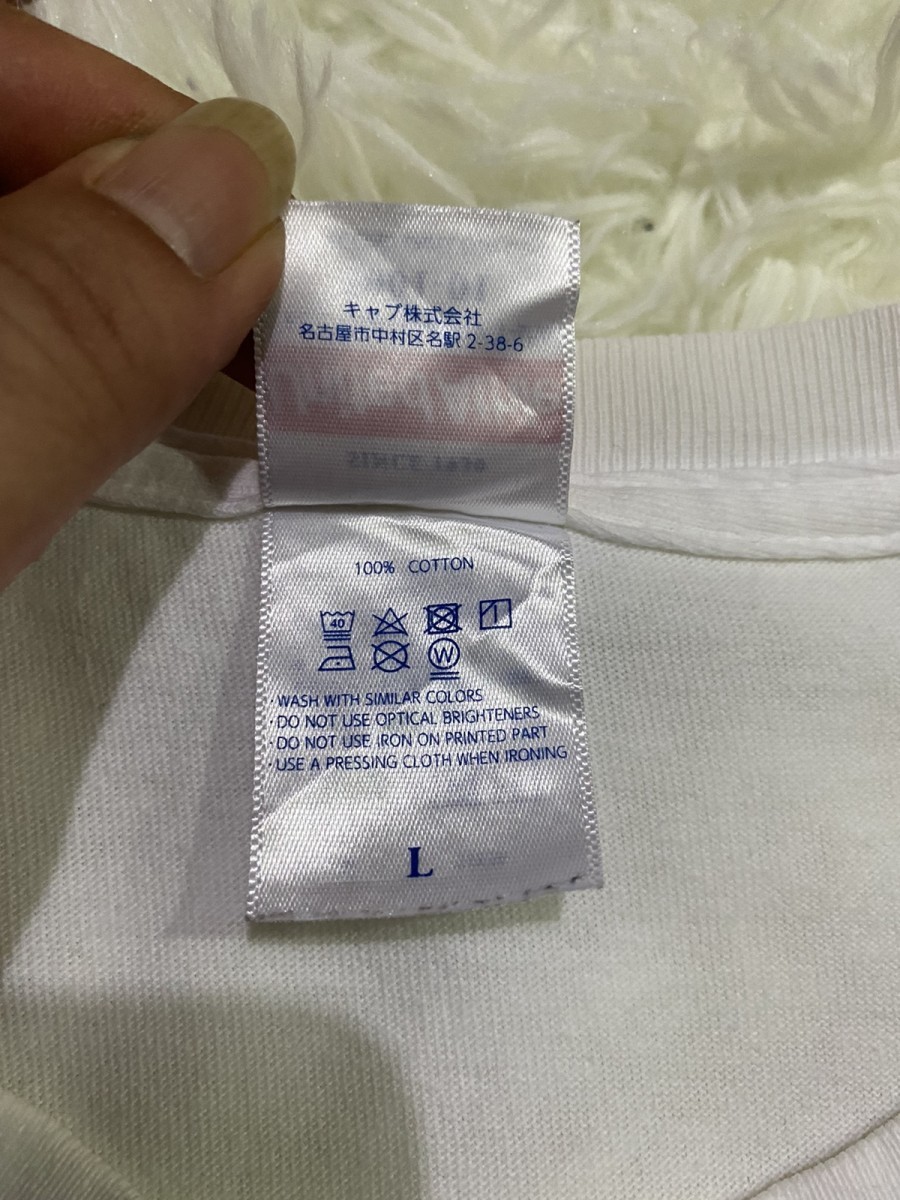 キャブ株式会社
名古屋市中村区名駅 2-38-6
100% COTTON
40
W
·WASH WITH SIMILAR COLORS
·DO NOT USE OPTICAL BRIGHTENERS
·DO NOT USE IRON ON PRINTED PART
·USE A PRESSING CLOTH WHEN IRONING
L